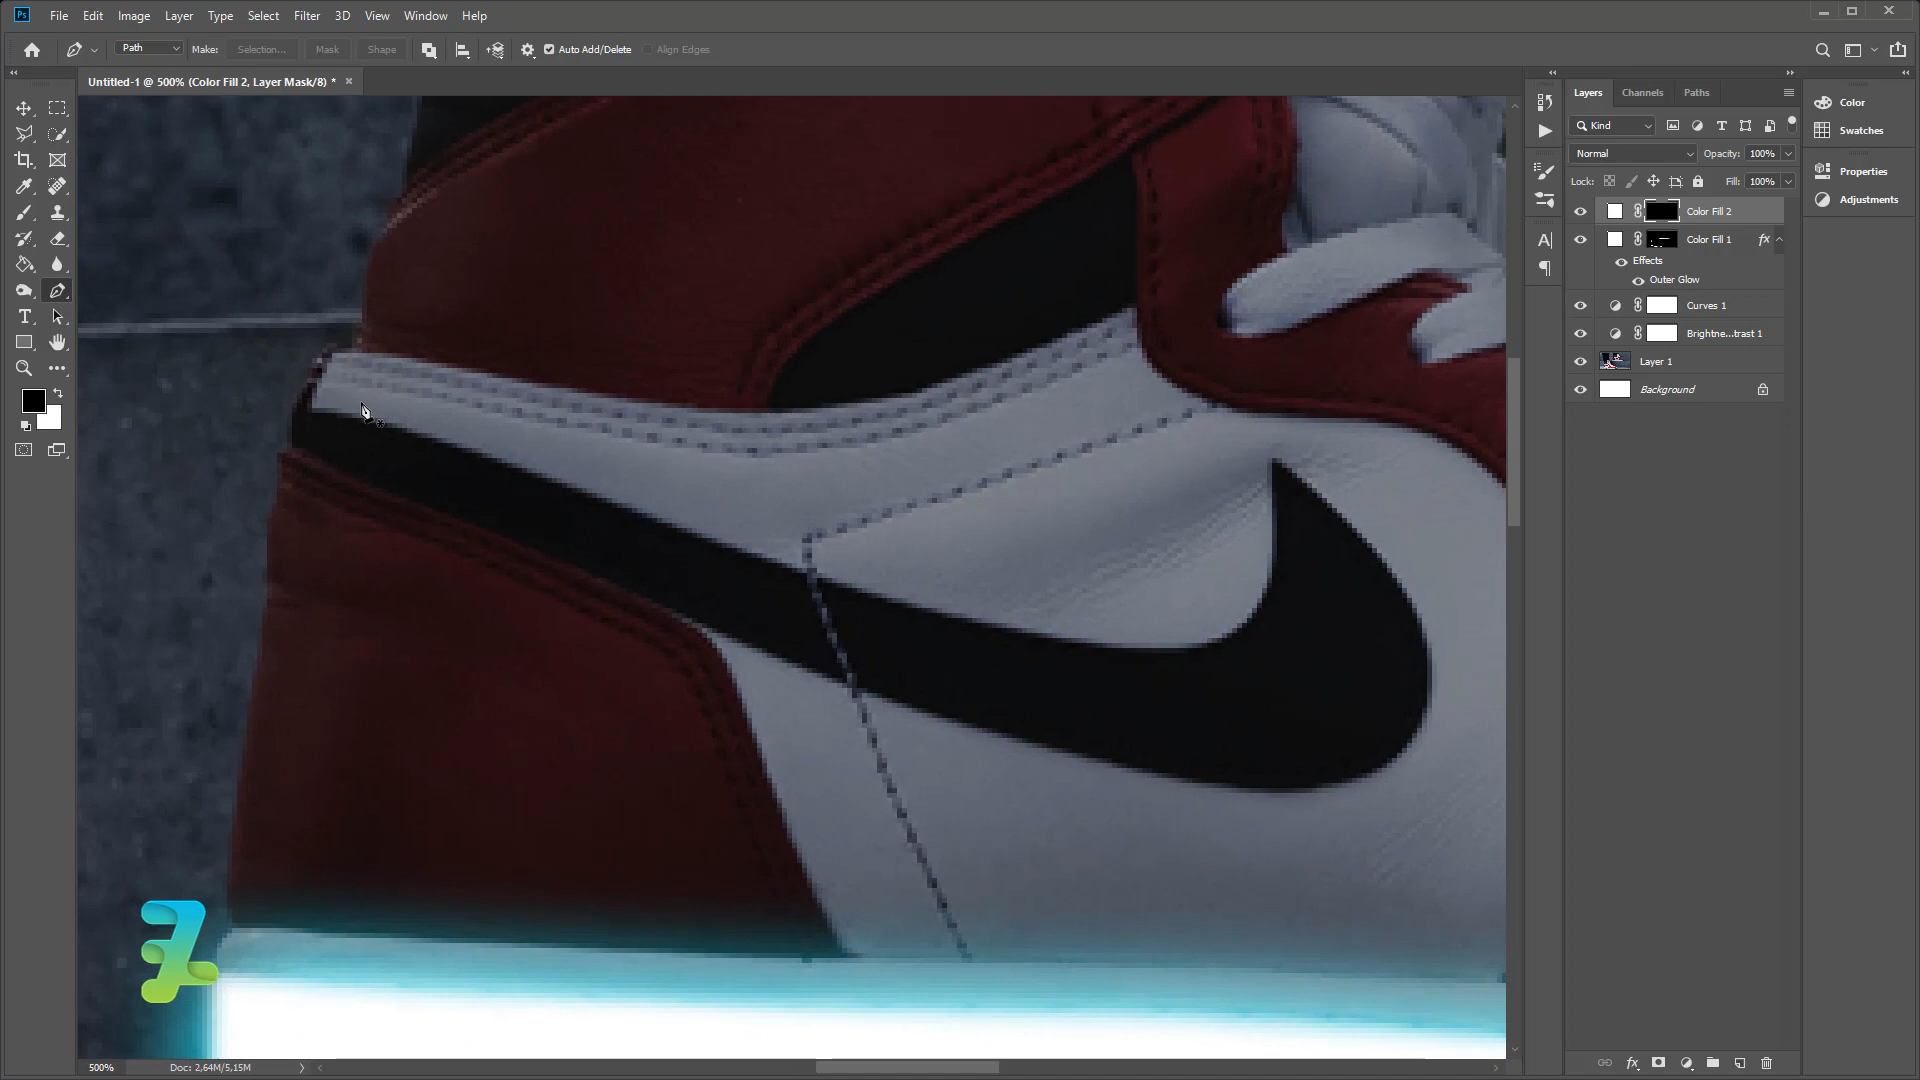 Ps File Edit Image Layer Type Select Filter 3D View Window Help
Path Make: Selection... Mask Shape Auto Add/Delete Align Edges
Untitled-1 @ 500% (Color Fill 2, Layer Mask/8) *
Layers Channels Paths
Color
Kind
Swatches
Normal Opacity: 100%
Properties
Lock: Fill: 100%
Adjustments
Color Fill 2
Color Fill 1 fx
Effects
Outer Glow
Curves 1
Brightne...trast 1
Layer 1
Background
500% Doc: 2,64M/5,15M